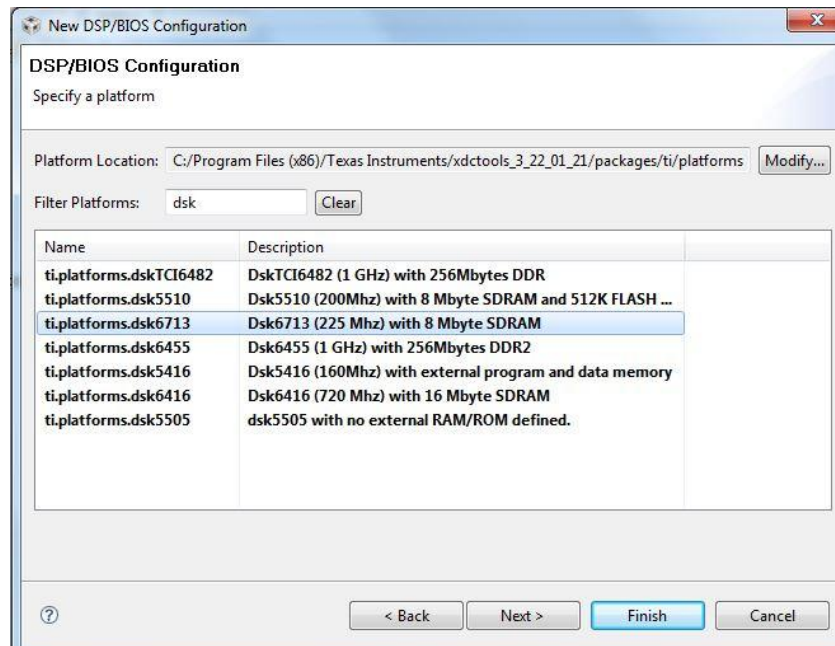 New DSP/BIOS Configuration
DSP/BIOS Configuration
Specify a platform
Platform Location: C:/Program Files (x86)/Texas Instruments/xdctools_3_22_01_21/packages/ti/platforms Modify...
Filter Platforms: dsk Clear
Name Description
ti.platforms.dskTCI6482 DskTCI6482 (1 GHz) with 256Mbytes DDR
ti.platforms.dsk5510 Dsk5510 (200Mhz) with 8 Mbyte SDRAM and 512K FLASH ...
ti.platforms.dsk6713 Dsk6713 (225 Mhz) with 8 Mbyte SDRAM
ti.platforms.dsk6455 Dsk6455 (1 GHz) with 256Mbytes DDR2
ti.platforms.dsk5416 Dsk5416 (160Mhz) with external program and data memory
ti.platforms.dsk6416 Dsk6416 (720 Mhz) with 16 Mbyte SDRAM
ti.platforms.dsk5505 dsk5505 with no external RAM/ROM defined.
? < Back Next > Finish Cancel